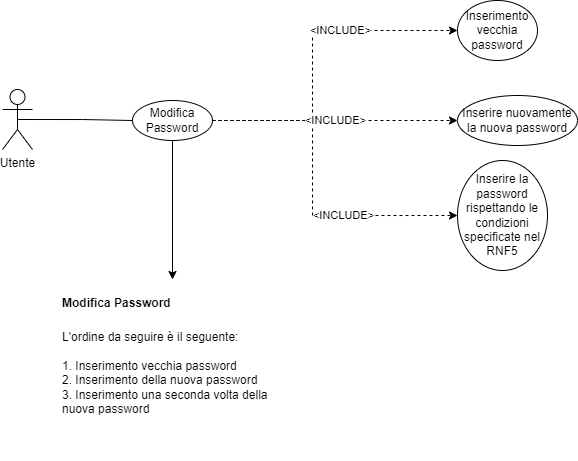 Inserimento
vecchia
password
<INCLUDE>
Modifica
Password
<INCLUDE>
Inserire nuovamente
la nuova password
Utente
Inserire la
password
rispettando le
condizioni
specificate nel
RNF5
<INCLUDE>
Modifica Password
L'ordine da seguire è il seguente:
1. Inserimento vecchia password
2. Inserimento della nuova password
3. Inserimento una seconda volta della
nuova password